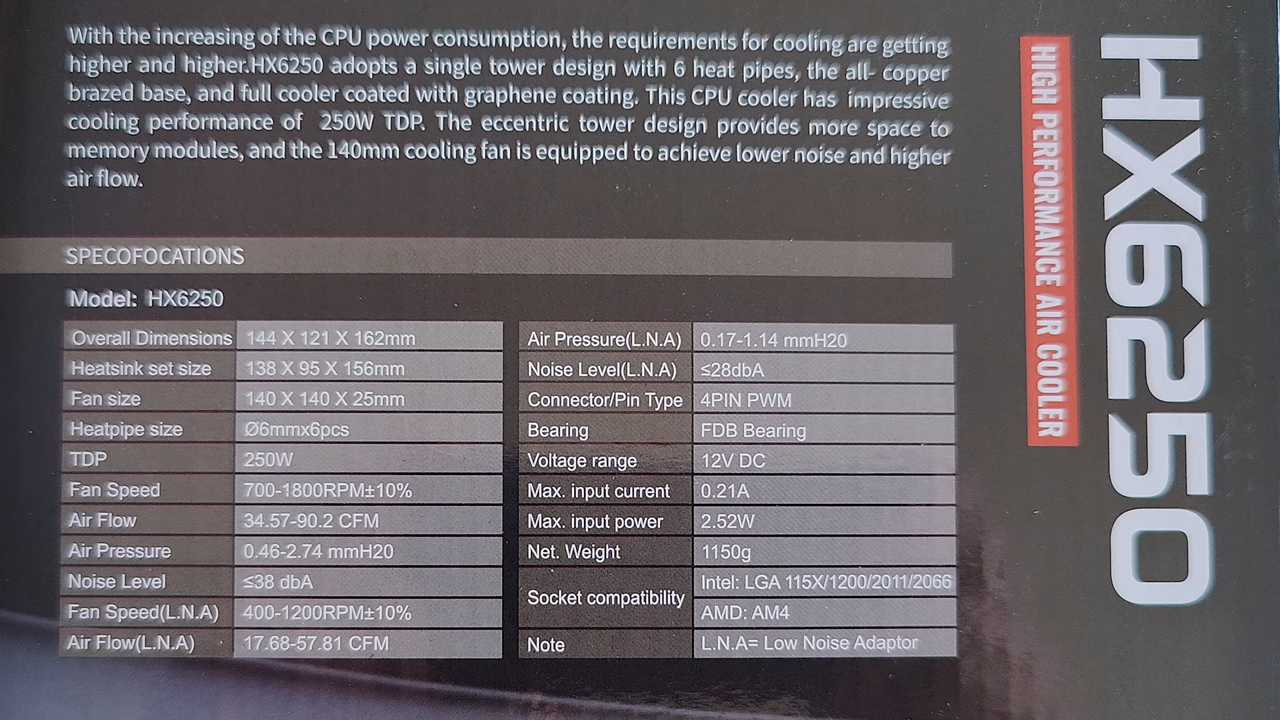 With the increasing of the CPU power consumption, the requirements for cooling are getting
higher and higher.HX6250 adopts a single tower design with 6 heat pipes, the all- copper
brazed base, and full cooler coated with graphene coating. This CPU cooler has impressive
cooling performance of 250W TDP. The eccentric tower design provides more space to
memory modules, and the 140mm cooling fan is equipped to achieve lower noise and higher
air flow.
SPECOFOCATIONS
Model: HX6250
Overall Dimensions 144 X 121 X 162mm
Heatsink set size 138 X 95 X 156mm
Fan size 140 X 140 X 25mm
Heatpipe size Ø6mmx6pcs
TDP 250W
Fan Speed 700-1800RPM±10%
Air Flow 34.57-90.2 CFM
Air Pressure 0.46-2.74 mmH20
Noise Level ≤38 dbA
Fan Speed(L.N.A) 400-1200RPM±10%
Air Flow(L.N.A) 17.68-57.81 CFM
Air Pressure(L.N.A) 0.17-1.14 mmH20
Noise Level(L.N.A) ≤28dbA
Connector/Pin Type 4PIN PWM
Bearing FDB Bearing
Voltage range 12V DC
Max. input current 0.21A
Max. input power 2.52W
Net. Weight 1150g
Socket compatibility Intel: LGA 115X/1200/2011/2066
AMD: AM4
Note L.N.A= Low Noise Adaptor
HX6250
HIGH PERFORMANCE AIR COOLER